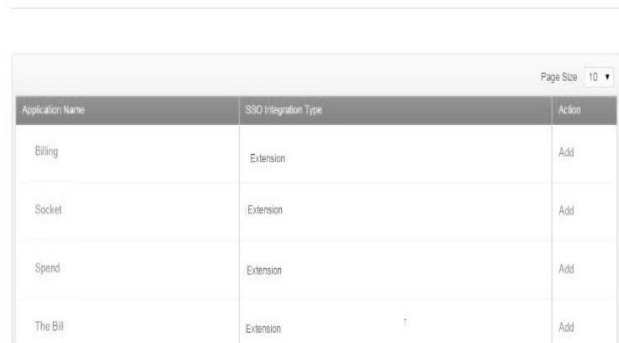 Page Size 10
Application Name SSO Integration Type Action
Billing Extension Add
Socket Extension Add
Spend Extension Add
The Bill Extension Add